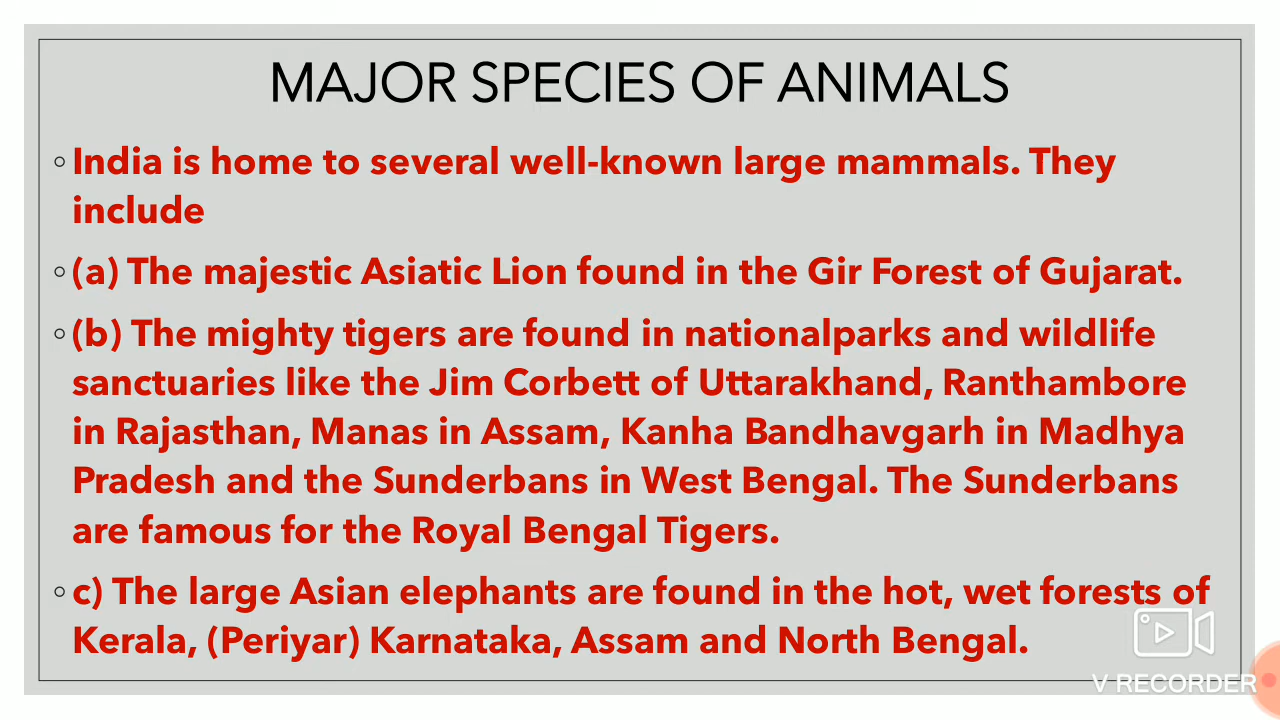 MAJOR SPECIES OF ANIMALS
◦India is home to several well-known large mammals. They
include
◦(a) The majestic Asiatic Lion found in the Gir Forest of Gujarat.
◦(b) The mighty tigers are found in nationalparks and wildlife
sanctuaries like the Jim Corbett of Uttarakhand, Ranthambore
in Rajasthan, Manas in Assam, Kanha Bandhavgarh in Madhya
Pradesh and the Sunderbans in West Bengal. The Sunderbans
are famous for the Royal Bengal Tigers.
◦c) The large Asian elephants are found in the hot, wet forests of
Kerala, (Periyar) Karnataka, Assam and North Bengal.
V RECORDER